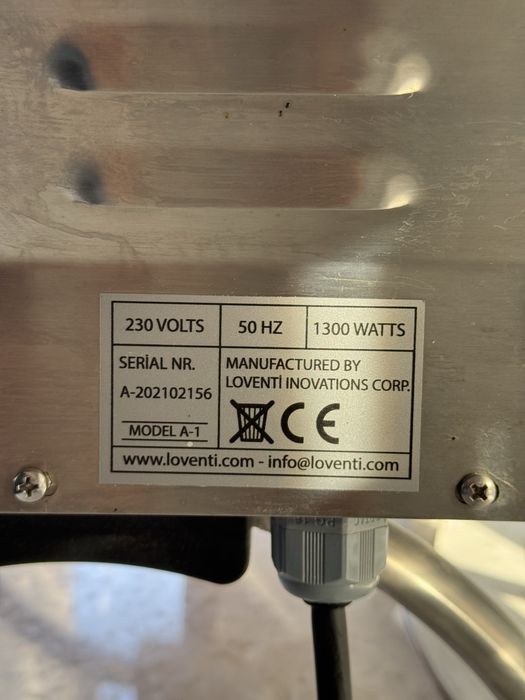 230 VOLTS
50 HZ
1300 WATTS
SERİAL NR.
A-202102156
MODEL A-1
MANUFACTURED BY
LOVENTİ INOVATIONS CORP.
CE
www.loventi.com - info@loventi.com